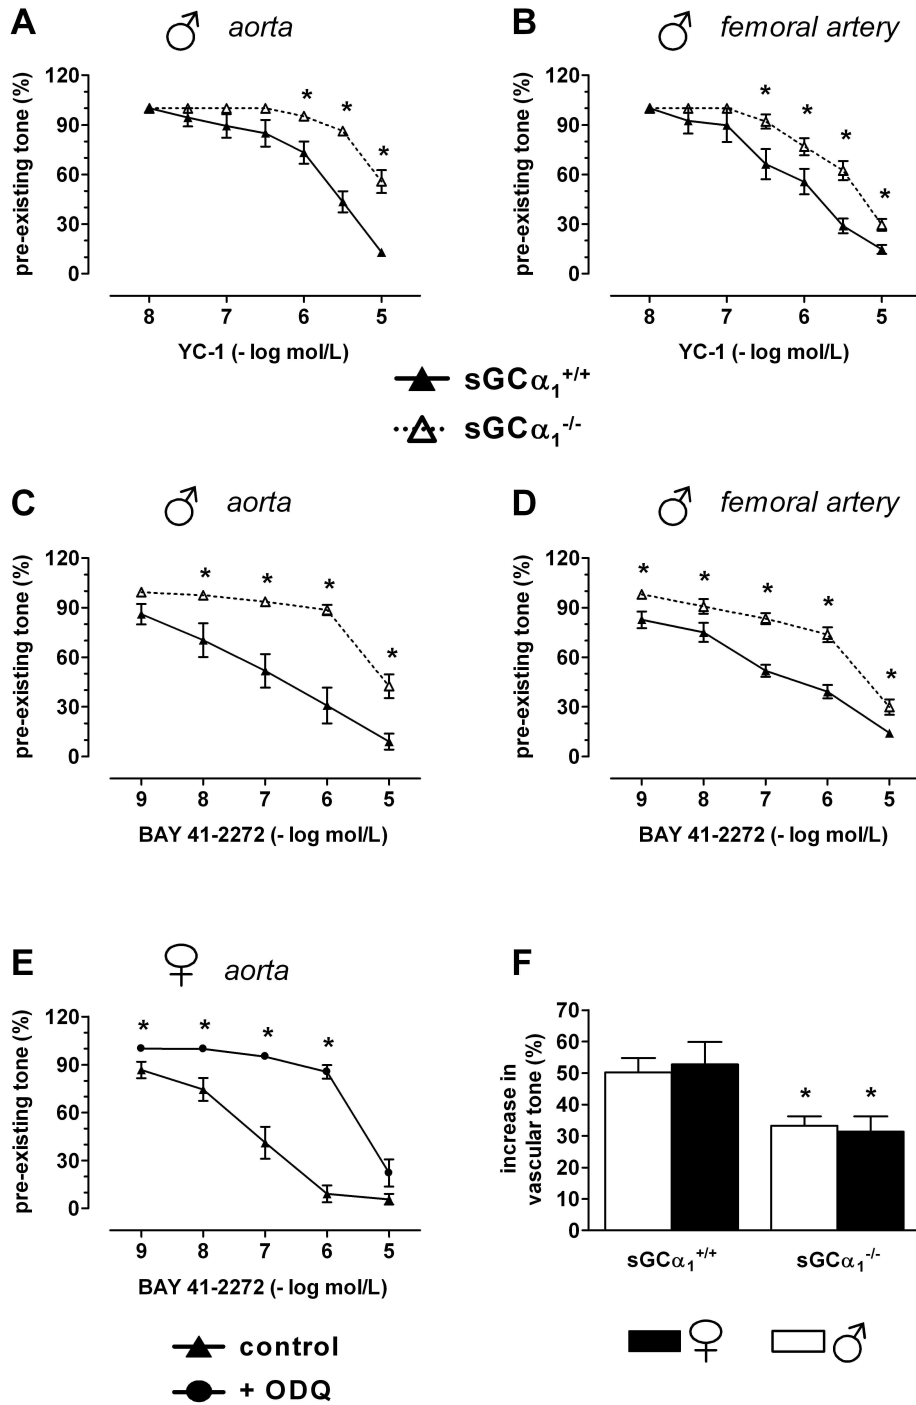 A ♂ aorta
B ♂ femoral artery
pre-existing tone (%)
120
90
60
30
0
* * *
8 7 6 5
YC-1 (- log mol/L)
pre-existing tone (%)
120
90
60
30
0
* * * *
8 7 6 5
YC-1 (- log mol/L)
sGCα₁⁺/⁺
sGCα₁⁻/⁻
C ♂ aorta
D ♂ femoral artery
pre-existing tone (%)
120
90
60
30
0
* * * *
9 8 7 6 5
BAY 41-2272 (- log mol/L)
pre-existing tone (%)
120
90
60
30
0
* * * * *
9 8 7 6 5
BAY 41-2272 (- log mol/L)
E ♀ aorta
pre-existing tone (%)
120
90
60
30
0
* * * *
9 8 7 6 5
BAY 41-2272 (- log mol/L)
control
+ ODQ
F
increase in
vascular tone (%)
70
60
50
40
30
20
10
0
* *
sGCα₁⁺/⁺ sGCα₁⁻/⁻
♀ ♂